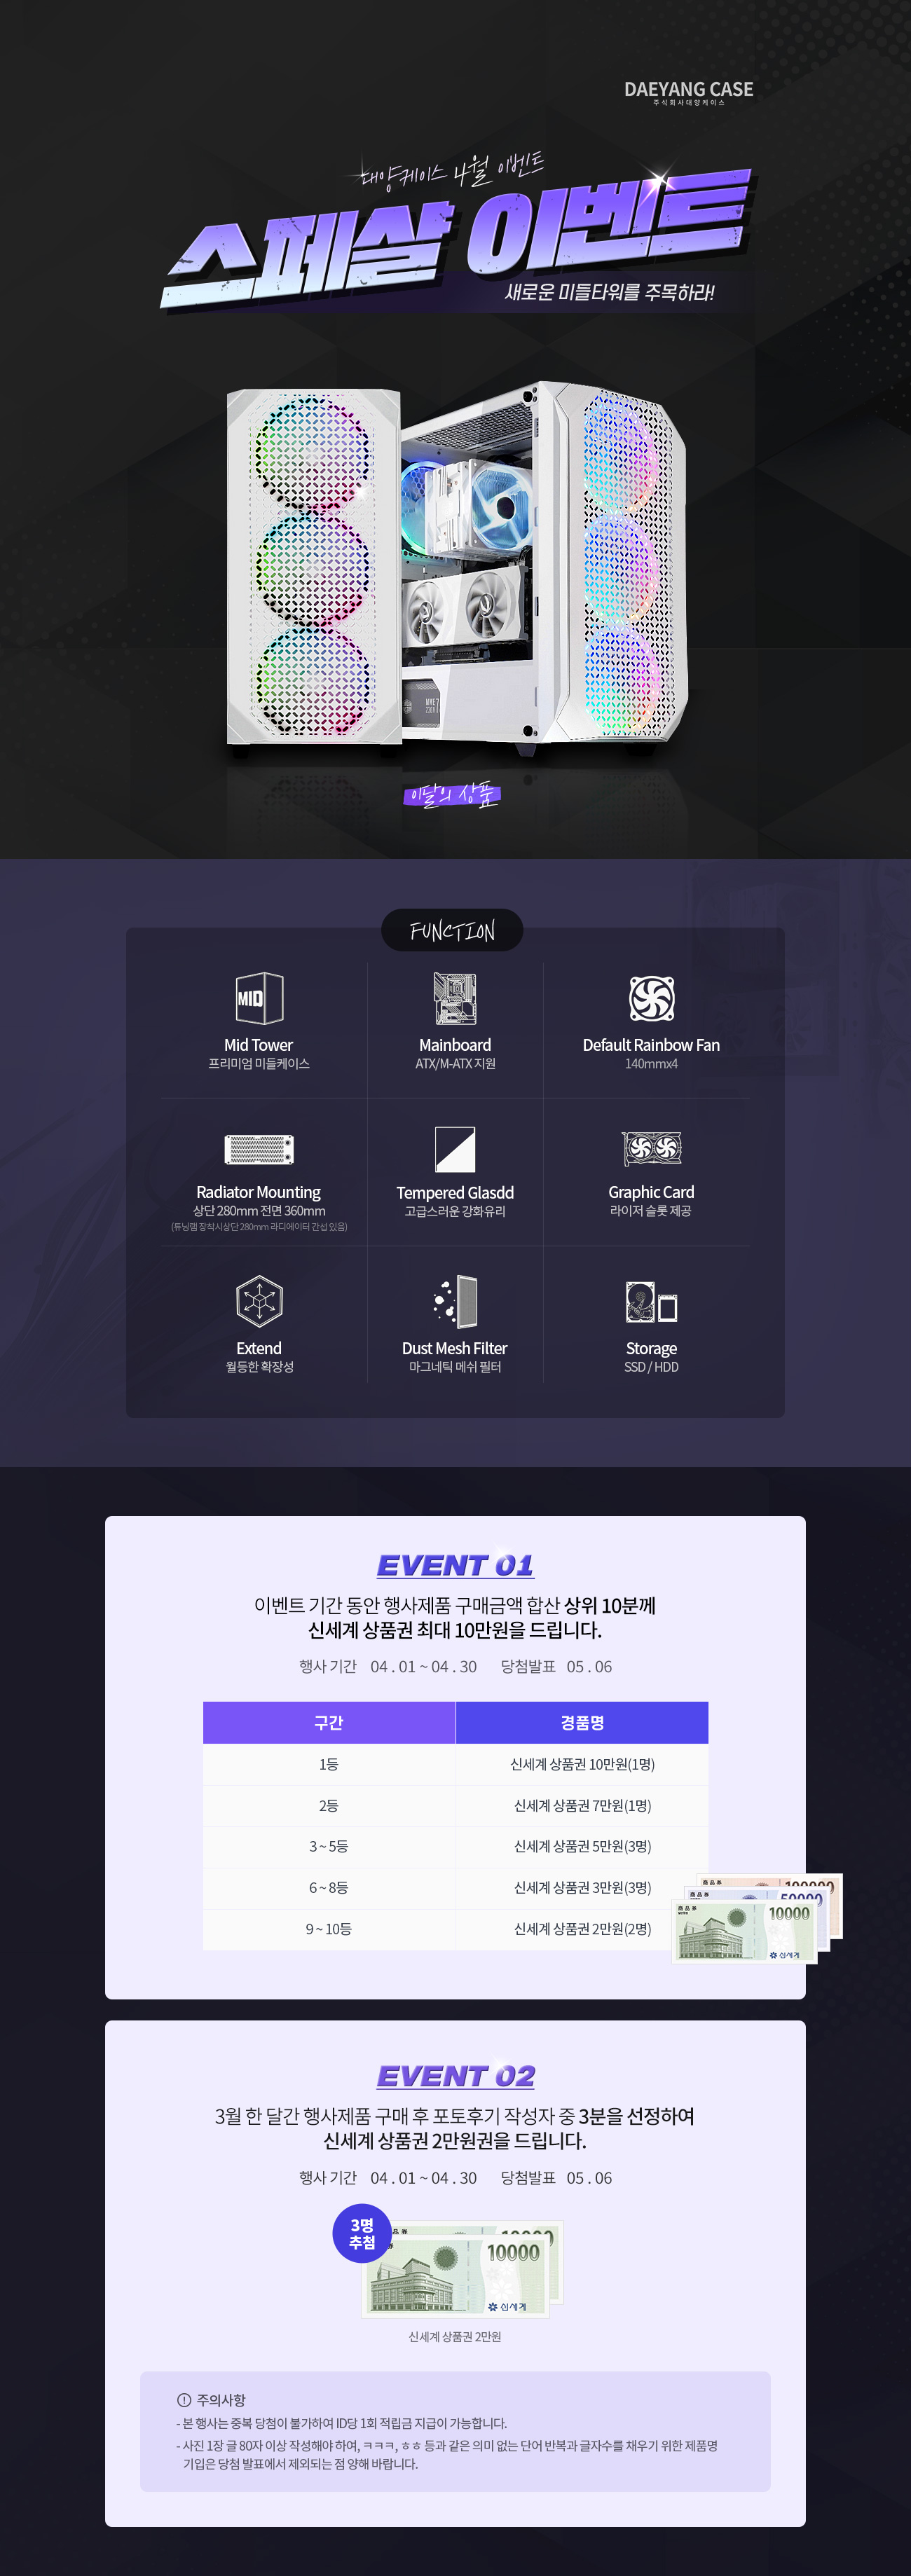 DAEYANG CASE
주식회사대양케이스
대양케이스 4월 이벤트
스페샬 이벤트
새로운 미들타워를 주목하라!
이달의 상품
FUNCTION
Mid Tower
프리미엄 미들케이스
Mainboard
ATX/M-ATX 지원
Default Rainbow Fan
140mmx4
Radiator Mounting
상단 280mm 전면 360mm
(튜닝램 장착시상단 280mm 라디에이터 간섭 있음)
Tempered Glasdd
고급스러운 강화유리
Graphic Card
라이저 슬롯 제공
Extend
월등한 확장성
Dust Mesh Filter
마그네틱 메쉬 필터
Storage
SSD / HDD
EVENT 01
이벤트 기간 동안 행사제품 구매금액 합산 상위 10분께
신세계 상품권 최대 10만원을 드립니다.
행사 기간 04 . 01 ~ 04 . 30 당첨발표 05 . 06
구간 경품명
1등 신세계 상품권 10만원(1명)
2등 신세계 상품권 7만원(1명)
3 ~ 5등 신세계 상품권 5만원(3명)
6 ~ 8등 신세계 상품권 3만원(3명)
9 ~ 10등 신세계 상품권 2만원(2명)
商品券 100000
商品券 50000
商品券 10000
신세계
EVENT 02
3월 한 달간 행사제품 구매 후 포토후기 작성자 중 3분을 선정하여
신세계 상품권 2만원권을 드립니다.
행사 기간 04 . 01 ~ 04 . 30 당첨발표 05 . 06
3명
추첨
10000
10000
신세계
신세계 상품권 2만원
주의사항
- 본 행사는 중복 당첨이 불가하여 ID당 1회 적립금 지급이 가능합니다.
- 사진 1장 글 80자 이상 작성해야 하여, ㅋㅋㅋ, ㅎㅎ 등과 같은 의미 없는 단어 반복과 글자수를 채우기 위한 제품명
기입은 당첨 발표에서 제외되는 점 양해 바랍니다.